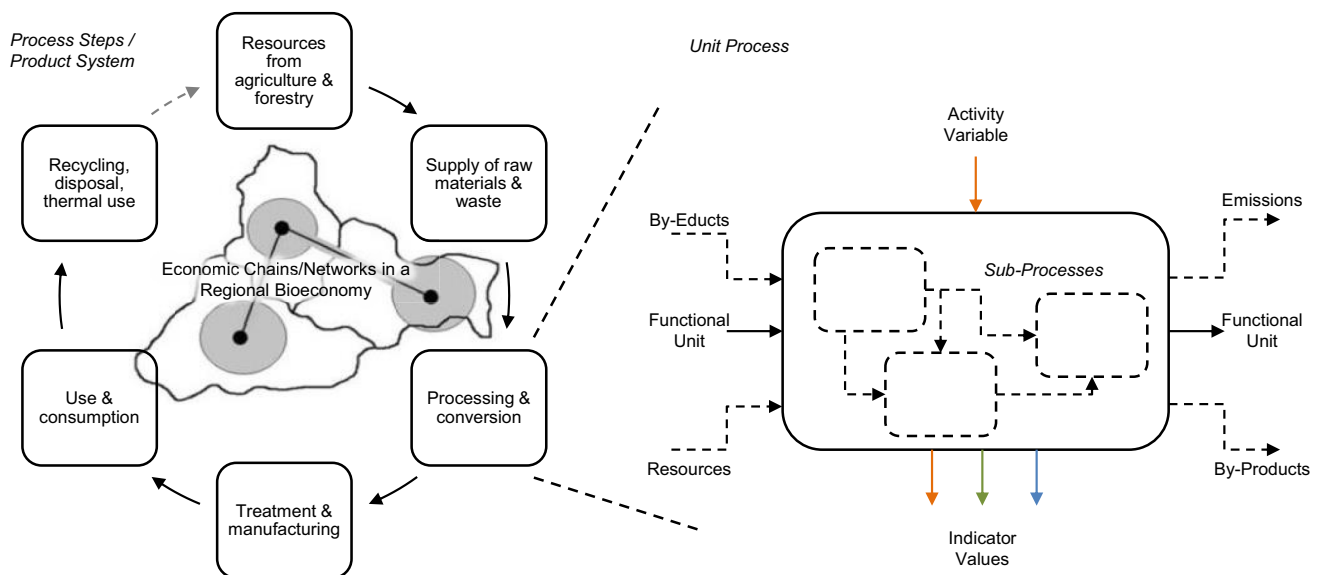 Process Steps /
Product System
Resources
from
agriculture &
forestry
Supply of raw
materials &
waste
Processing &
conversion
Treatment &
manufacturing
Use &
consumption
Recycling,
disposal,
thermal use
Economic Chains/Networks in a
Regional Bioeconomy
Unit Process
Activity
Variable
By-Educts
Functional
Unit
Resources
Sub-Processes
Emissions
Functional
Unit
By-Products
Indicator
Values